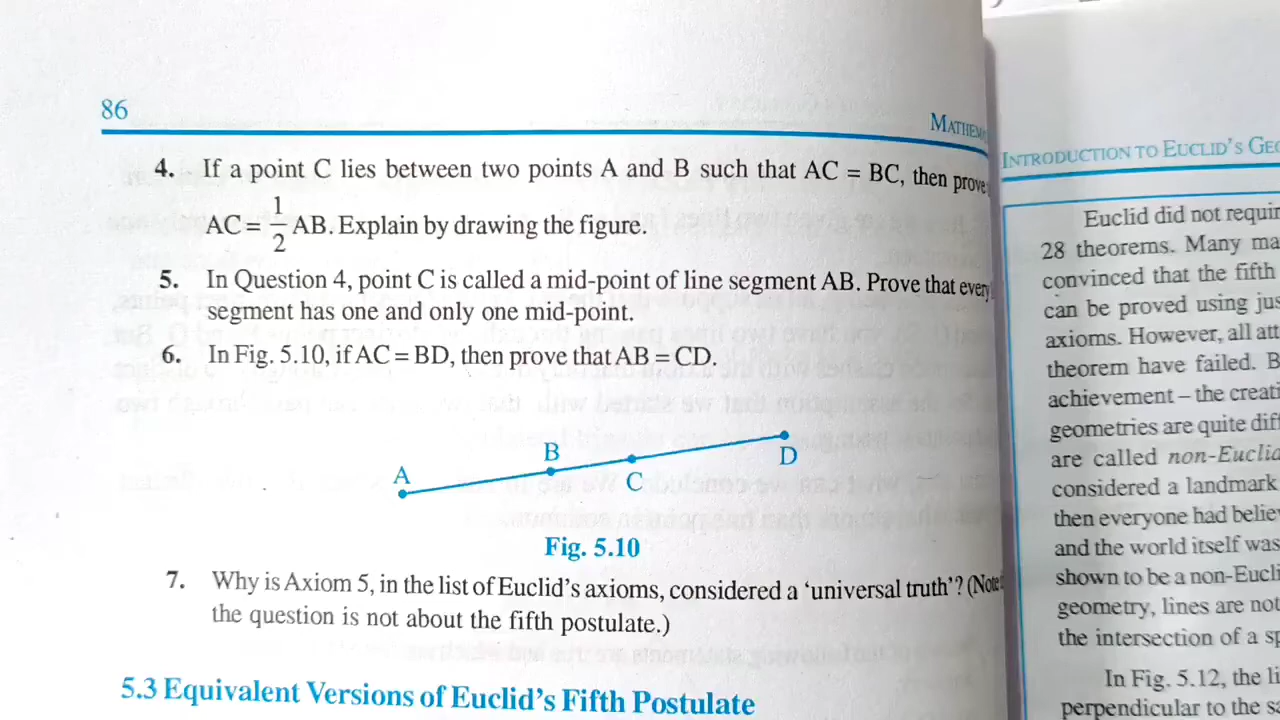 86
MATHEM
4. If a point C lies between two points A and B such that AC = BC, then prove
AC = 1/2 AB. Explain by drawing the figure.
5. In Question 4, point C is called a mid-point of line segment AB. Prove that every
segment has one and only one mid-point.
6. In Fig. 5.10, if AC = BD, then prove that AB = CD.
A
B
C
D
Fig. 5.10
7. Why is Axiom 5, in the list of Euclid's axioms, considered a 'universal truth'? (Note
the question is not about the fifth postulate.)
5.3 Equivalent Versions of Euclid's Fifth Postulate
INTRODUCTION TO EUCLID'S GEO
Euclid did not requir
28 theorems. Many ma
convinced that the fifth
can be proved using jus
axioms. However, all att
theorem have failed. B
achievement – the creati
geometries are quite diff
are called non-Euclid
considered a landmark
then everyone had believ
and the world itself was
shown to be a non-Eucli
geometry, lines are not
the intersection of a sp
In Fig. 5.12, the li
perpendicular to the sa